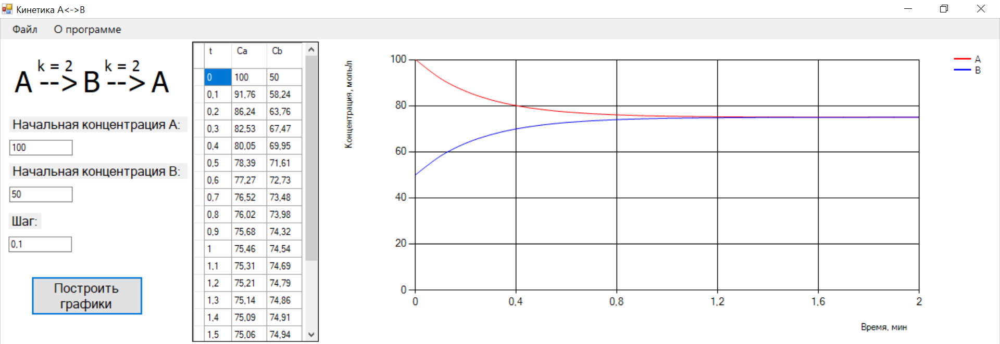 Кинетика A<->B
Файл О программе
k = 2 k = 2
A --> B --> A
Начальная концентрация A:
100
Начальная концентрация B:
50
Шаг:
0,1
Построить
графики
t Ca Cb
0 100 50
0,1 91,76 58,24
0,2 86,24 63,76
0,3 82,53 67,47
0,4 80,05 69,95
0,5 78,39 71,61
0,6 77,27 72,73
0,7 76,52 73,48
0,8 76,02 73,98
0,9 75,68 74,32
1 75,46 74,54
1,1 75,31 74,69
1,2 75,21 74,79
1,3 75,14 74,86
1,4 75,09 74,91
1,5 75,06 74,94
Концентрация, моль/л
100
80
60
40
20
0
0 0,4 0,8 1,2 1,6 2
Время, мин
A
B